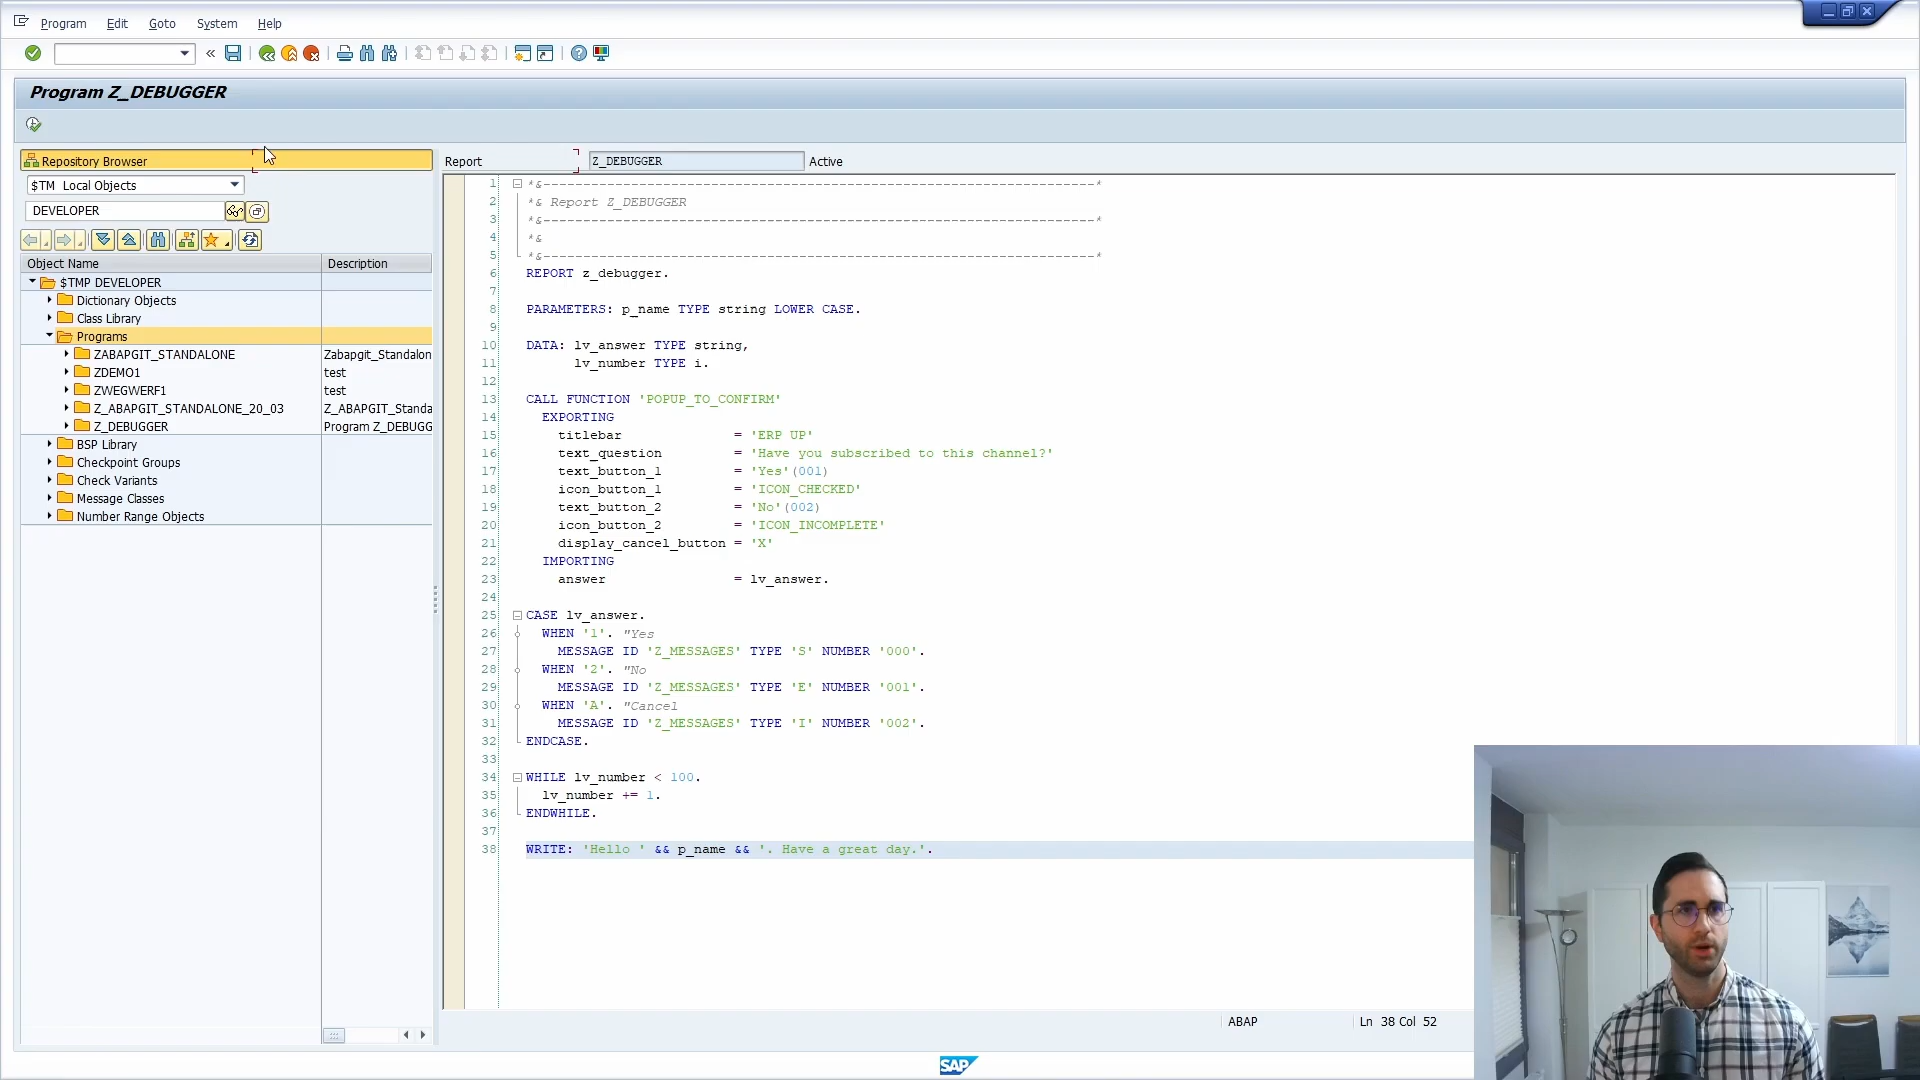 Program Edit Goto System Help
Program Z_DEBUGGER
Repository Browser
$TM Local Objects
DEVELOPER
Object Name Description
$TMP DEVELOPER
Dictionary Objects
Class Library
Programs
ZABAPGIT_STANDALONE Zabapgit_Standalon
ZDEMO1 test
ZWEGWERF1 test
Z_ABAPGIT_STANDALONE_20_03 Z_ABAPGIT_Standa
Z_DEBUGGER Program Z_DEBUGG
BSP Library
Checkpoint Groups
Check Variants
Message Classes
Number Range Objects
Report Z_DEBUGGER Active
1 *&---------------------------------------------------------------------*
2 *& Report Z_DEBUGGER
3 *&---------------------------------------------------------------------*
4 *&
5 *&---------------------------------------------------------------------*
6 REPORT z_debugger.
7
8 PARAMETERS: p_name TYPE string LOWER CASE.
9
10 DATA: lv_answer TYPE string,
11 lv_number TYPE i.
12
13 CALL FUNCTION 'POPUP_TO_CONFIRM'
14 EXPORTING
15 titlebar = 'ERP UP'
16 text_question = 'Have you subscribed to this channel?'
17 text_button_1 = 'Yes'(001)
18 icon_button_1 = 'ICON_CHECKED'
19 text_button_2 = 'No'(002)
20 icon_button_2 = 'ICON_INCOMPLETE'
21 display_cancel_button = 'X'
22 IMPORTING
23 answer = lv_answer.
24
25 CASE lv_answer.
26 WHEN '1'. "Yes
27 MESSAGE ID 'Z_MESSAGES' TYPE 'S' NUMBER '000'.
28 WHEN '2'. "No
29 MESSAGE ID 'Z_MESSAGES' TYPE 'E' NUMBER '001'.
30 WHEN 'A'. "Cancel
31 MESSAGE ID 'Z_MESSAGES' TYPE 'I' NUMBER '002'.
32 ENDCASE.
33
34 WHILE lv_number < 100.
35 lv_number += 1.
36 ENDWHILE.
37
38 WRITE: 'Hello ' && p_name && '. Have a great day.'.
ABAP Ln 38 Col 52
SAP